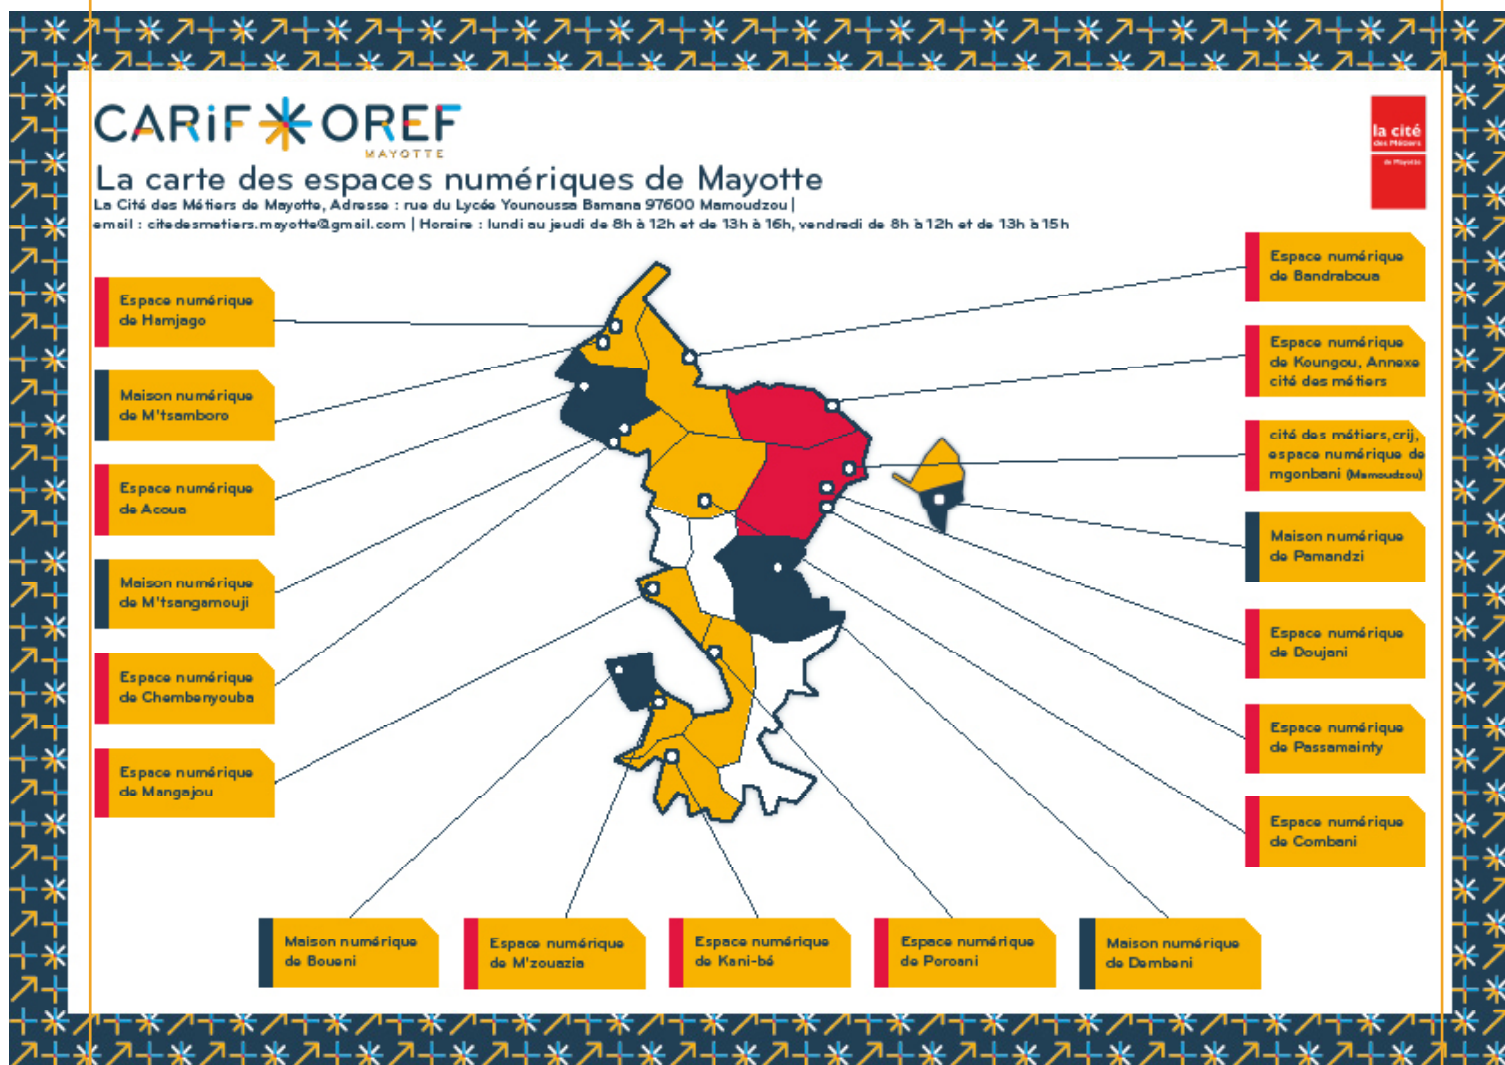 CARiF OREF
MAYOTTE
la cité
des Métiers
de Mayotte
La carte des espaces numériques de Mayotte
La Cité des Métiers de Mayotte, Adresse : rue du Lycée Younoussa Bamana 97600 Mamoudzou |
email : citedesmetiers.mayotte@gmail.com | Horaire : lundi au jeudi de 8h à 12h et de 13h à 16h, vendredi de 8h à 12h et de 13h à 15h
Espace numérique
de Hamjago
Maison numérique
de M'tsamboro
Espace numérique
de Acoua
Maison numérique
de M'tsangamouji
Espace numérique
de Chembenyouba
Espace numérique
de Mangajou
Espace numérique
de Bandraboua
Espace numérique
de Koungou, Annexe
cité des métiers
cité des métiers,crij,
espace numérique de
mgonbani (Mamoudzou)
Maison numérique
de Pamandzi
Espace numérique
de Doujani
Espace numérique
de Passamainty
Espace numérique
de Combani
Maison numérique
de Boueni
Espace numérique
de M'zouazia
Espace numérique
de Kani-bé
Espace numérique
de Poroani
Maison numérique
de Dembeni